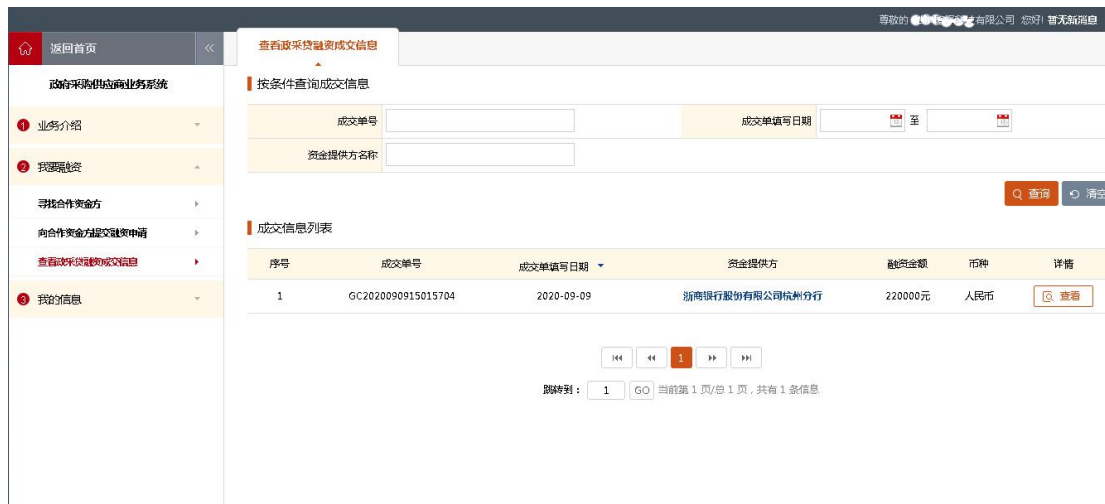 尊敬的 有限公司 您好! 暂无新消息
返回首页
查看政采贷融资成交信息
政府采购供应商业务系统
按条件查询成交信息
1 业务介绍
成交单号 成交单填写日期 至
资金提供方名称
2 我要融资
查询 清空
寻找合作资金方
向合作资金方提交融资申请
成交信息列表
查看政采贷融资成交信息
序号 成交单号 成交单填写日期 资金提供方 融资金额 币种 详情
3 我的信息
1 GC2020090915015704 2020-09-09 浙商银行股份有限公司杭州分行 220000元 人民币 查看
1
跳转到： 1 GO 当前第 1 页/总 1 页，共有 1 条信息